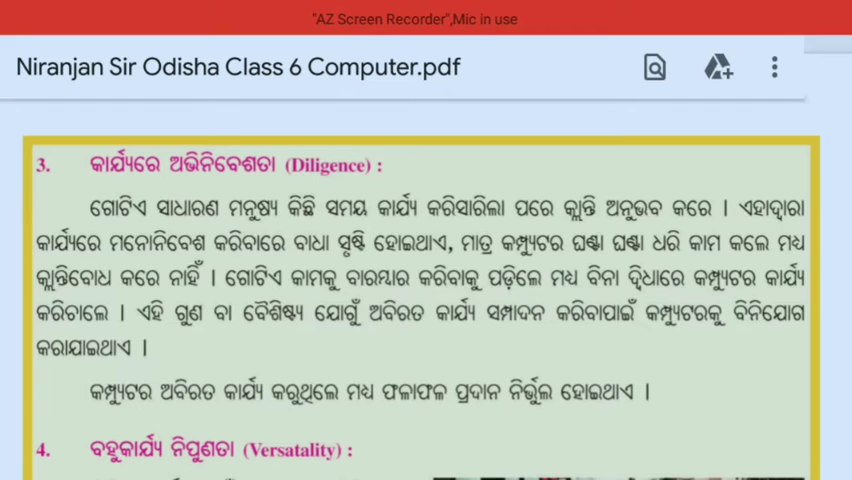 "AZ Screen Recorder",Mic in use
Niranjan Sir Odisha Class 6 Computer.pdf
3. କାର୍ଯ୍ୟରେ ଅଭିନିବେଶତା (Diligence) :
ଗୋଟିଏ ସାଧାରଣ ମନୁଷ୍ୟ କିଛି ସମୟ କାର୍ଯ୍ୟ କରିସାରିଲା ପରେ କ୍ଲାନ୍ତି ଅନୁଭବ କରେ । ଏହାଦ୍ୱାରା
କାର୍ଯ୍ୟରେ ମନୋନିବେଶ କରିବାରେ ବାଧା ସୃଷ୍ଟି ହୋଇଥାଏ, ମାତ୍ର କମ୍ପ୍ୟୁଟର ଘଣ୍ଟା ଘଣ୍ଟା ଧରି କାମ କଲେ ମଧ୍ୟ
କ୍ଲାନ୍ତିବୋଧ କରେ ନାହିଁ । ଗୋଟିଏ କାମକୁ ବାରମ୍ବାର କରିବାକୁ ପଡ଼ିଲେ ମଧ୍ୟ ବିନା ଦ୍ୱିଧାରେ କମ୍ପ୍ୟୁଟର କାର୍ଯ୍ୟ
କରିଚାଲେ । ଏହି ଗୁଣ ବା ବୈଶିଷ୍ଟ୍ୟ ଯୋଗୁଁ ଅବିରତ କାର୍ଯ୍ୟ ସମ୍ପାଦନ କରିବାପାଇଁ କମ୍ପ୍ୟୁଟରକୁ ବିନିଯୋଗ
କରାଯାଇଥାଏ ।
କମ୍ପ୍ୟୁଟର ଅବିରତ କାର୍ଯ୍ୟ କରୁଥିଲେ ମଧ୍ୟ ଫଳାଫଳ ପ୍ରଦାନ ନିର୍ଭୁଲ ହୋଇଥାଏ ।
4. ବହୁକାର୍ଯ୍ୟ ନିପୁଣତା (Versatality) :